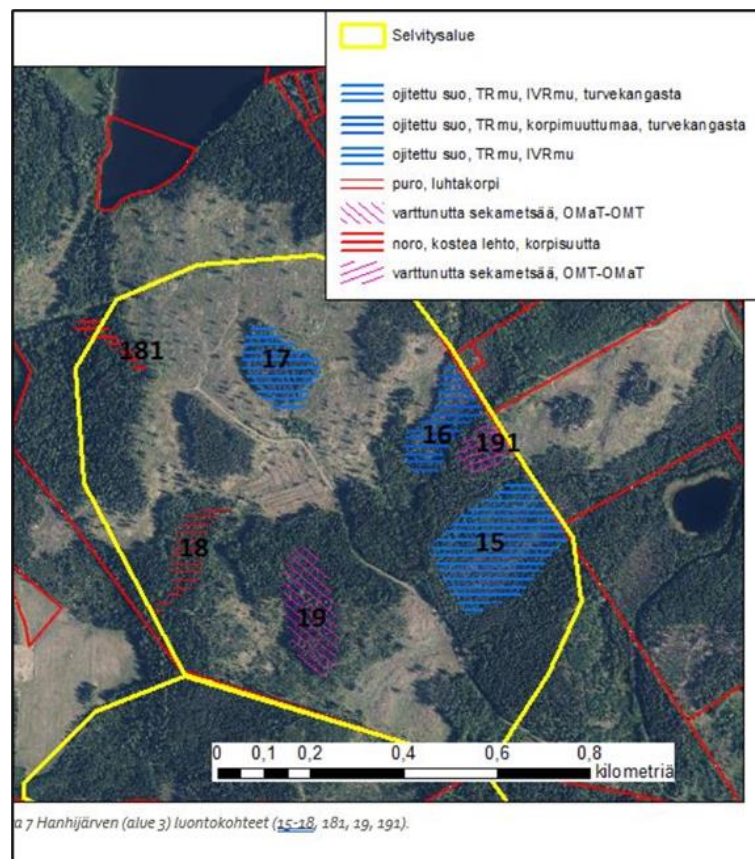 Selvitysalue
ojitettu suo, TRmu, IVRmu, turvekangasta
ojitettu suo, TRmu, korpimuuttumaa, turvekangasta
ojitettu suo, TRmu, IVRmu
puro, luhtakorpi
varttunutta sekametsää, OMaT-OMT
noro, kostea lehto, korpisuutta
varttunutta sekametsää, OMT-OMaT
181
17
16
191
15
18
19
0 0,1 0,2 0,4 0,6 0,8
kilometriä
a 7 Hanhijärven (alue 3) luontokohteet (15-18, 181, 19, 191).